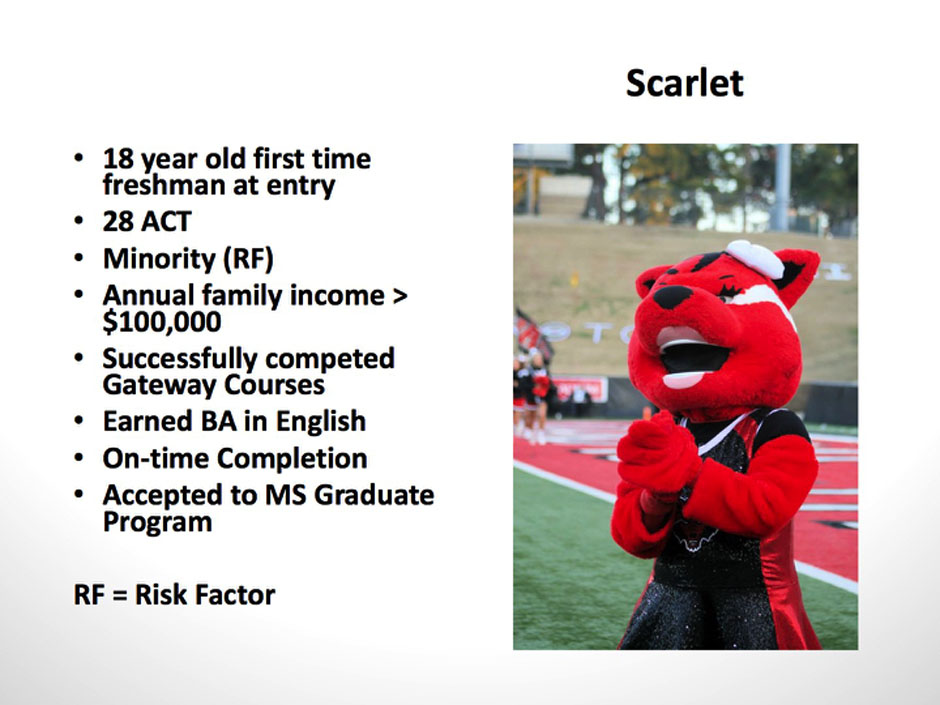 Scarlet
• 18 year old first time
freshman at entry
• 28 ACT
• Minority (RF)
• Annual family income >
$100,000
• Successfully competed
Gateway Courses
• Earned BA in English
• On-time Completion
• Accepted to MS Graduate
Program
RF = Risk Factor